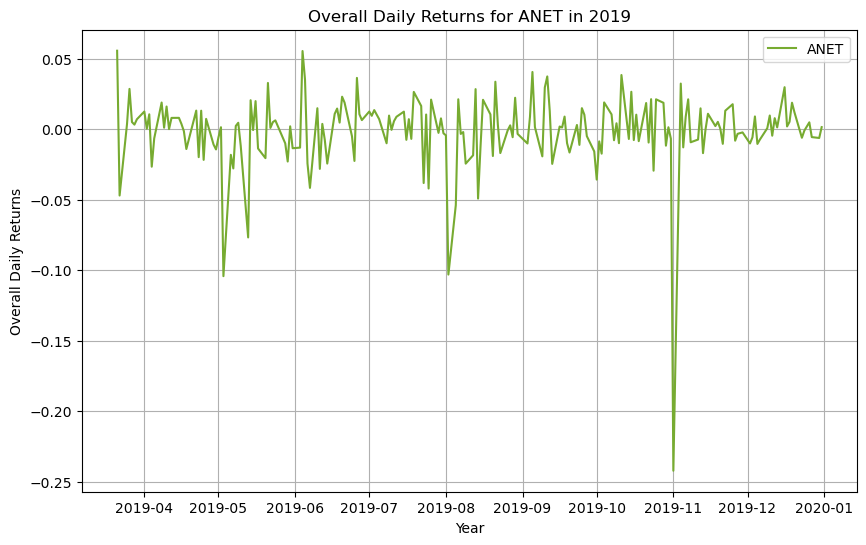 Overall Daily Returns for ANET in 2019
ANET
0.05
0.00
−0.05
−0.10
−0.15
−0.20
−0.25
Overall Daily Returns
2019-04 2019-05 2019-06 2019-07 2019-08 2019-09 2019-10 2019-11 2019-12 2020-01
Year